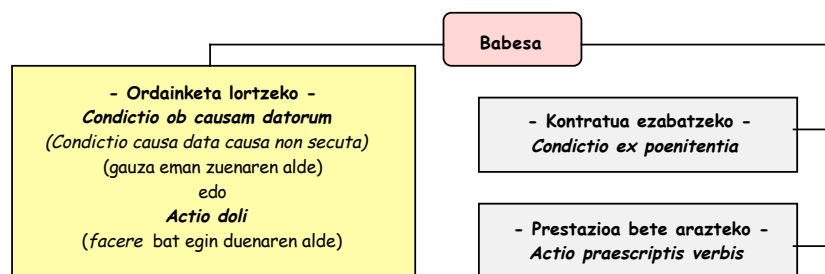 Babesa
- Ordainketa lortzeko -
Condictio ob causam datorum
(Condictio causa data causa non secuta)
(gauza eman zuenaren alde)
edo
Actio doli
(facere bat egin duenaren alde)
- Kontratua ezabatzeko -
Condictio ex poenitentia
- Prestazioa bete arazteko -
Actio praescriptis verbis